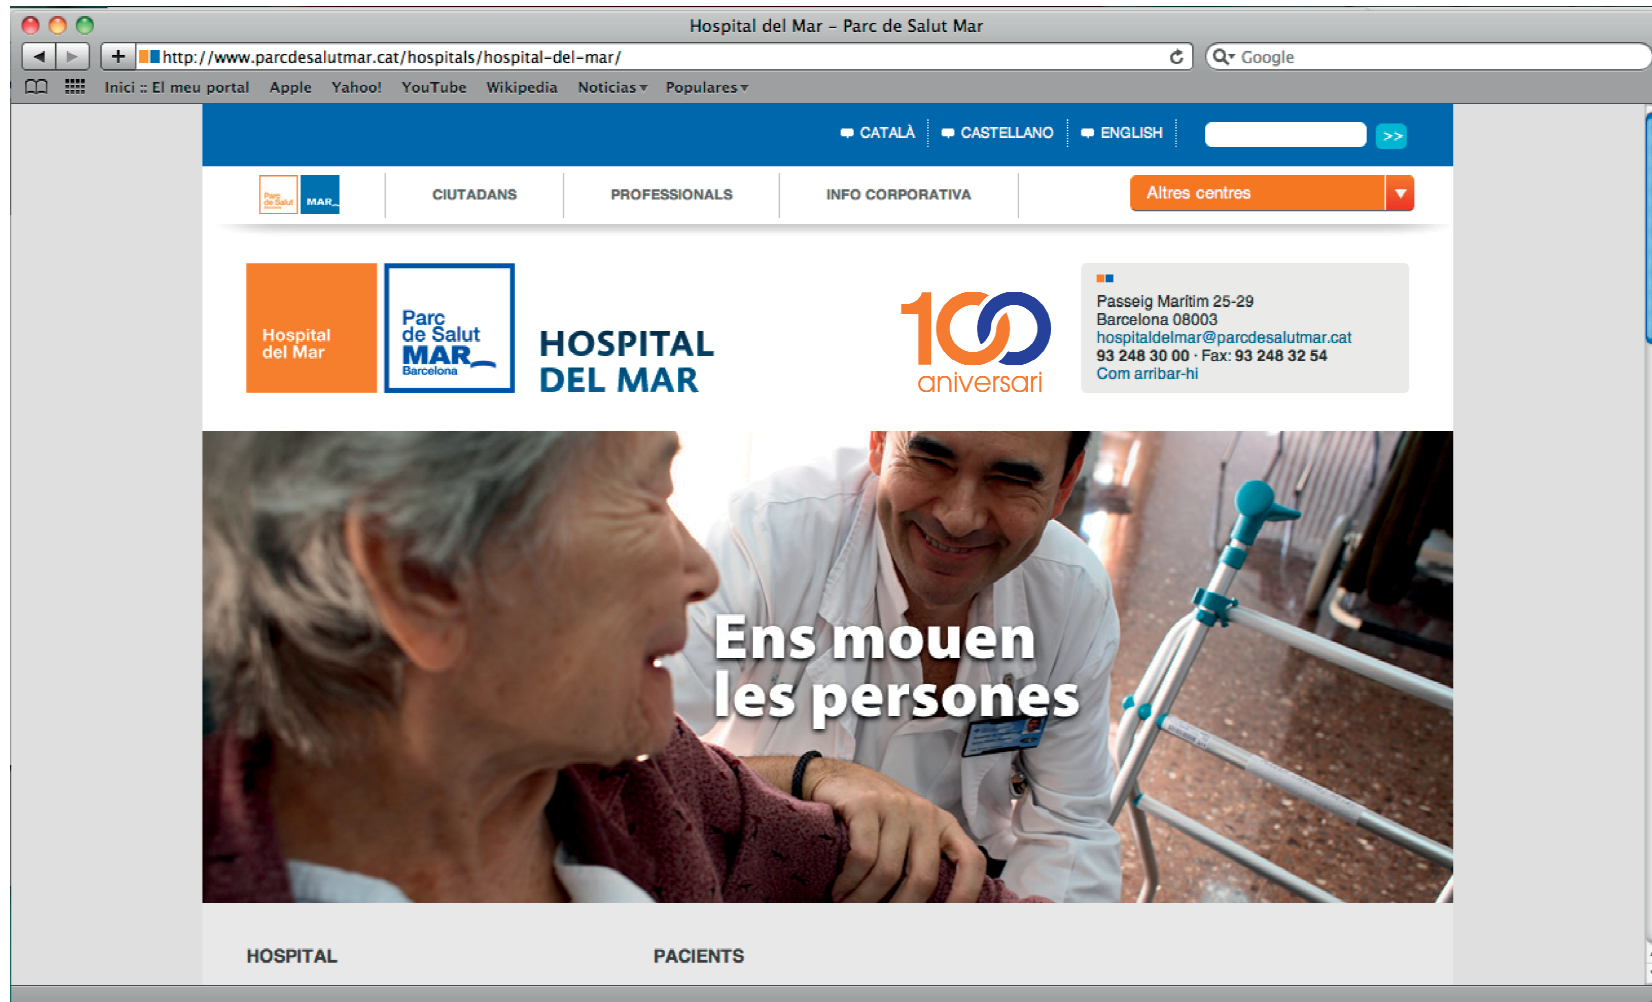 Hospital del Mar – Parc de Salut Mar
http://www.parcdesalutmar.cat/hospitals/hospital-del-mar/
Google
Inici :: El meu portal Apple Yahoo! YouTube Wikipedia Noticias Populares
CATALÀ CASTELLANO ENGLISH >>
Parc
de Salut
MAR
CIUTADANS PROFESSIONALS INFO CORPORATIVA Altres centres
Hospital
del Mar
Parc
de Salut
MAR
Barcelona
HOSPITAL
DEL MAR
100
aniversari
Passeig Marítim 25-29
Barcelona 08003
hospitaldelmar@parcdesalutmar.cat
93 248 30 00 · Fax: 93 248 32 54
Com arribar-hi
Ens mouen
les persones
HOSPITAL PACIENTS